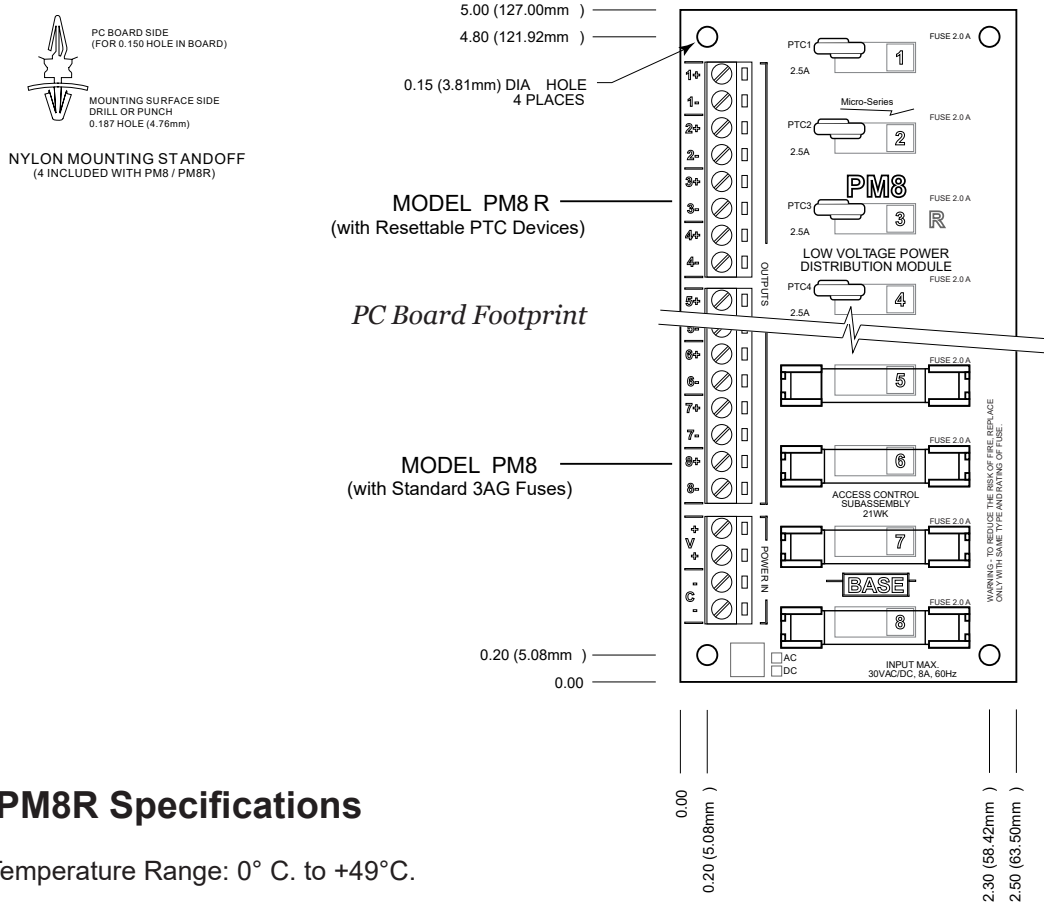 PC BOARD SIDE
(FOR 0.150 HOLE IN BOARD)
MOUNTING SURFACE SIDE
DRILL OR PUNCH
0.187 HOLE (4.76mm)
NYLON MOUNTING ST ANDOFF
(4 INCLUDED WITH PM8 / PM8R)
5.00 (127.00mm )
4.80 (121.92mm )
0.15 (3.81mm) DIA HOLE
4 PLACES
MODEL PM8 R
(with Resettable PTC Devices)
PC Board Footprint
MODEL PM8
(with Standard 3AG Fuses)
0.20 (5.08mm )
0.00
1+
1-
2+
2-
3+
3-
4+
4-
5+
5-
6+
6-
7+
7-
8+
8-
+
V
+
-
C
-
OUTPUTS
POWER IN
PTC1
2.5A
1
FUSE 2.0 A
Micro-Series
PTC2
2.5A
2
FUSE 2.0 A
PM8
PTC3
2.5A
3
R
FUSE 2.0 A
LOW VOLTAGE POWER
DISTRIBUTION MODULE
PTC4
2.5A
4
FUSE 2.0 A
5
FUSE 2.0 A
6
FUSE 2.0 A
ACCESS CONTROL
SUBASSEMBLY
21WK
7
FUSE 2.0 A
BASE
8
FUSE 2.0 A
WARNING - TO REDUCE THE RISK OF FIRE, REPLACE
ONLY WITH SAME TYPE AND RATING OF FUSE.
AC
DC
INPUT MAX.
30VAC/DC, 8A, 60Hz
0.00
0.20 (5.08mm )
2.30 (58.42mm )
2.50 (63.50mm )
PM8R Specifications
Temperature Range: 0° C. to +49°C.